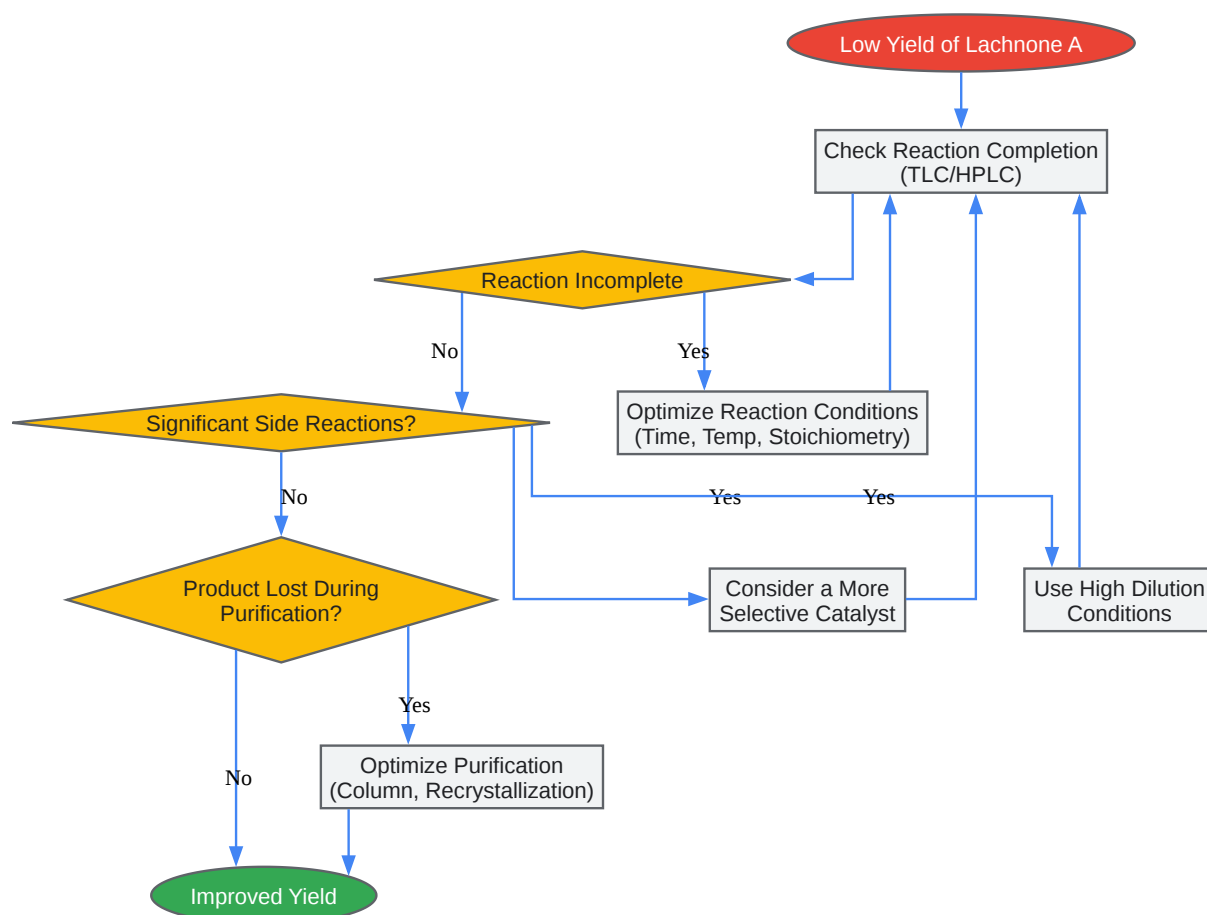 Low Yield of Lachnone A
Check Reaction Completion
(TLC/HPLC)
Reaction Incomplete
No
Yes
Significant Side Reactions?
Optimize Reaction Conditions
(Time, Temp, Stoichiometry)
No
Yes
Yes
Product Lost During
Purification?
Consider a More
Selective Catalyst
Use High Dilution
Conditions
Yes
No
Optimize Purification
(Column, Recrystallization)
Improved Yield